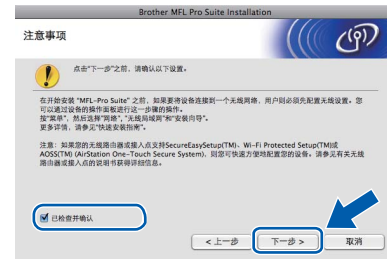 Brother MFL Pro Suite Installation
注意事项
点击"下一步"之前，请确认以下设置。
在开始安装 "MFL-Pro Suite" 之前，如果要将设备连接到一个无线网络，用户则必须先配置无线设置。您
可以通过设备的操作面板进行这一步骤的操作。
按"菜单"，然后选择"网络"，"无线局域网"和"安装向导"。
更多详情，请参见"快速安装指南"。
注意：如果您的无线路由器或接入点支持SecureEasySetup(TM)、Wi-Fi Protected Setup(TM)或
AOSS(TM) (AirStation One-Touch Secure System)，则您可快速方便地配置您的设备。请参见有关无线
路由器或接入点的说明书获得详细信息。
已检查并确认
< 上一步
下一步 >
取消